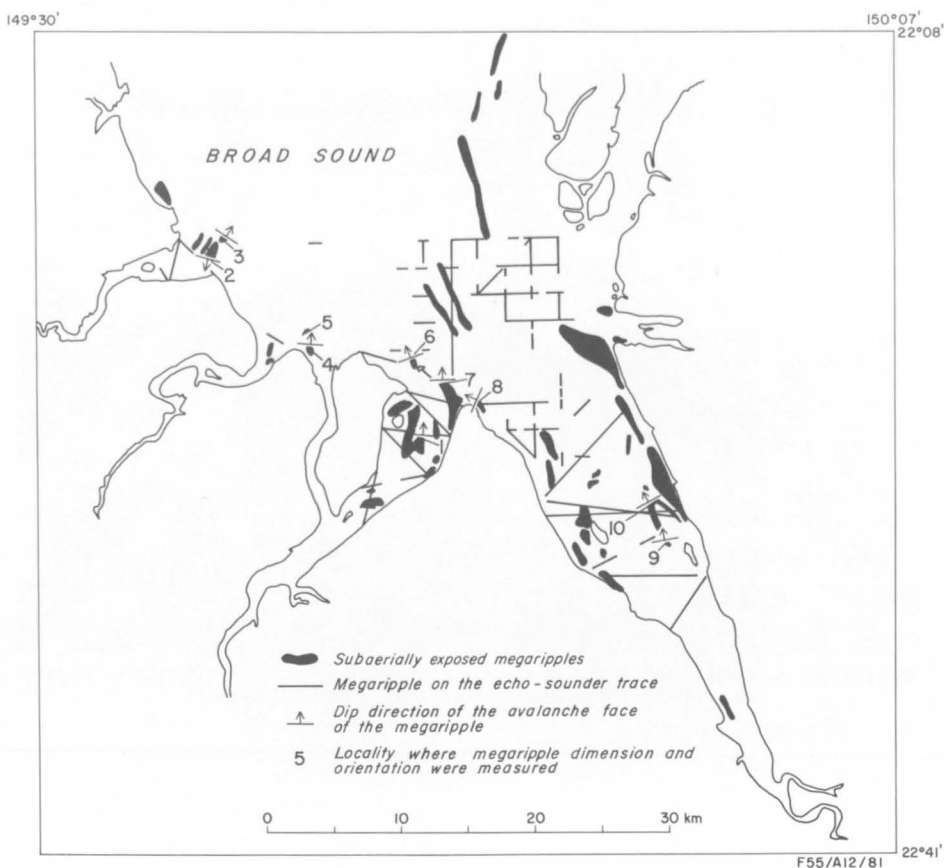 149°30'
150°07'
22°08'
BROAD SOUND
3
2
5
4
6
7
8
1
10
9
Subaerially exposed megaripples
Megaripple on the echo-sounder trace
Dip direction of the avalanche face
of the megaripple
5 Locality where megaripple dimension and
orientation were measured
0 10 20 30 km
22°41'
F55/A12/81